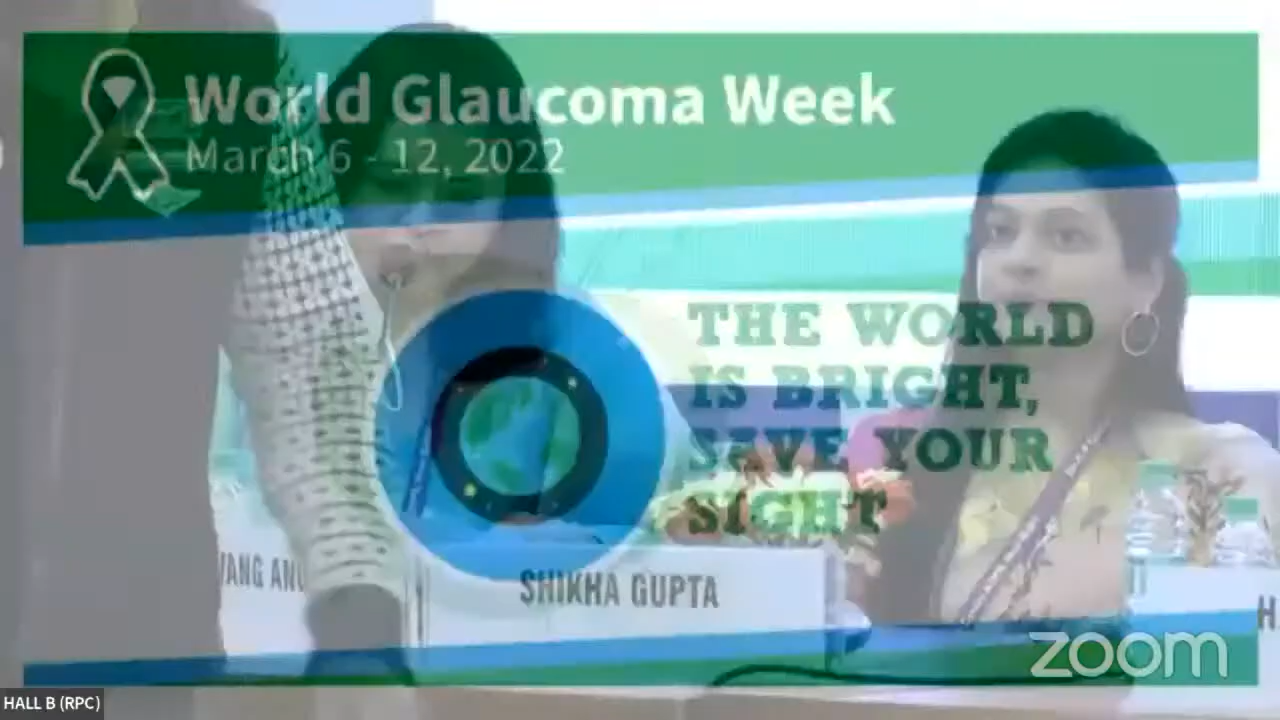 World Glaucoma Week
March 6 - 12, 2022
THE WORLD
IS BRIGHT,
SAVE YOUR
SIGHT
SHIKHA GUPTA
zoom
HALL B (RPC)